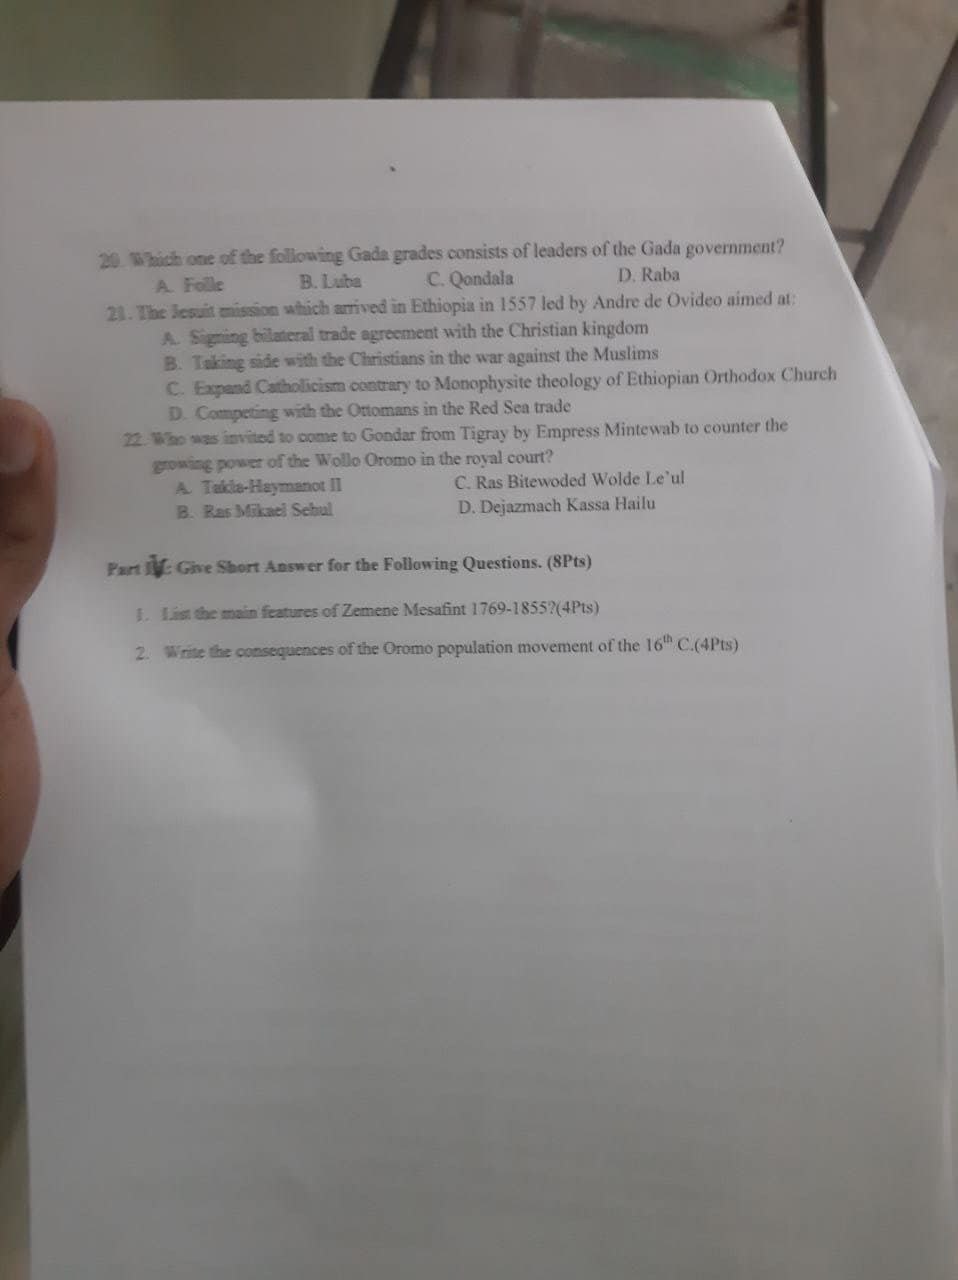 20. Which one of the following Gada grades consists of leaders of the Gada government?
A. Folle B. Luba C. Qondala D. Raba
21. The Jesuit mission which arrived in Ethiopia in 1557 led by Andre de Ovideo aimed at:
A. Signing bilateral trade agreement with the Christian kingdom
B. Taking side with the Christians in the war against the Muslims
C. Expand Catholicism contrary to Monophysite theology of Ethiopian Orthodox Church
D. Competing with the Ottomans in the Red Sea trade
22. Who was invited to come to Gondar from Tigray by Empress Mintewab to counter the
growing power of the Wollo Oromo in the royal court?
A. Takla-Haymanot II C. Ras Bitewoded Wolde Le'ul
B. Ras Mikael Sehul D. Dejazmach Kassa Hailu
Part IV: Give Short Answer for the Following Questions. (8Pts)
1. List the main features of Zemene Mesafint 1769-1855?(4Pts)
2. Write the consequences of the Oromo population movement of the 16th C.(4Pts)